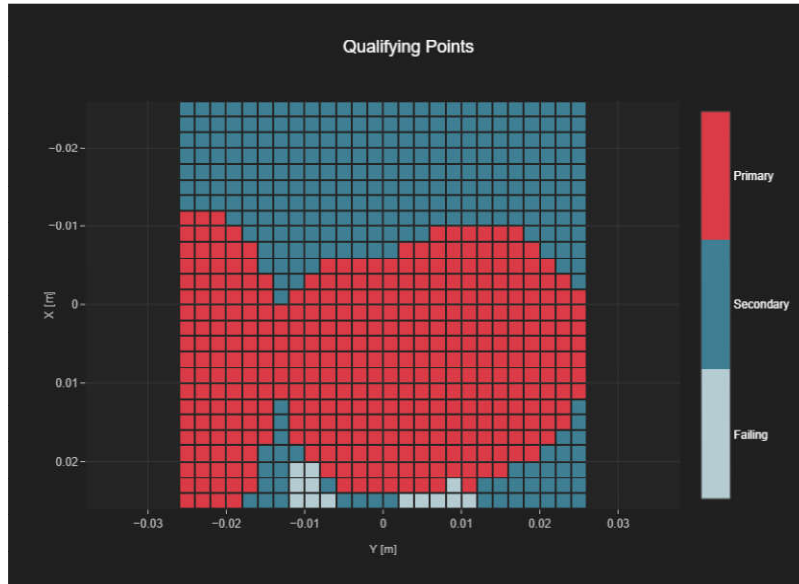 Qualifying Points
−0.02
−0.01
0
0.01
0.02
X [m]
−0.03
−0.02
−0.01
0
0.01
0.02
0.03
Y [m]
Primary
Secondary
Failing